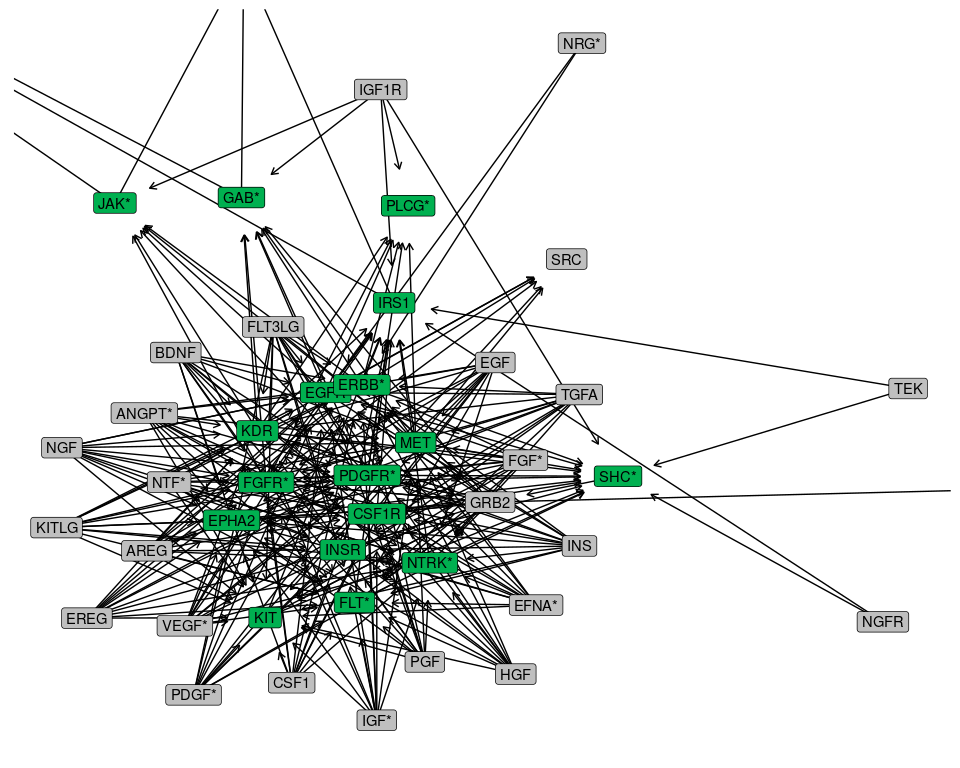 NRG*
IGF1R
GAB*
JAK*
PLCG*
SRC
IRS1
FLT3LG
BDNF
EGF
ERBB*
TEK
TGFA
ANGPT*
KDR
MET
NGF
FGF*
PDGFR*
SHC*
NTF*
FGFR*
GRB2
CSF1R
EPHA2
KITLG
INS
AREG
INSR
NTRK*
FLT*
EFNA*
KIT
EREG
NGFR
VEGF*
PGF
HGF
CSF1
PDGF*
IGF*